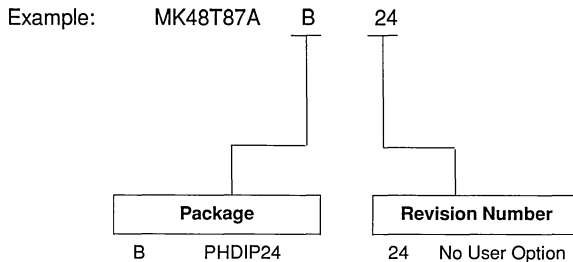 Example: MK48T87A B 24
Package Revision Number
B PHDIP24 24 No User Option